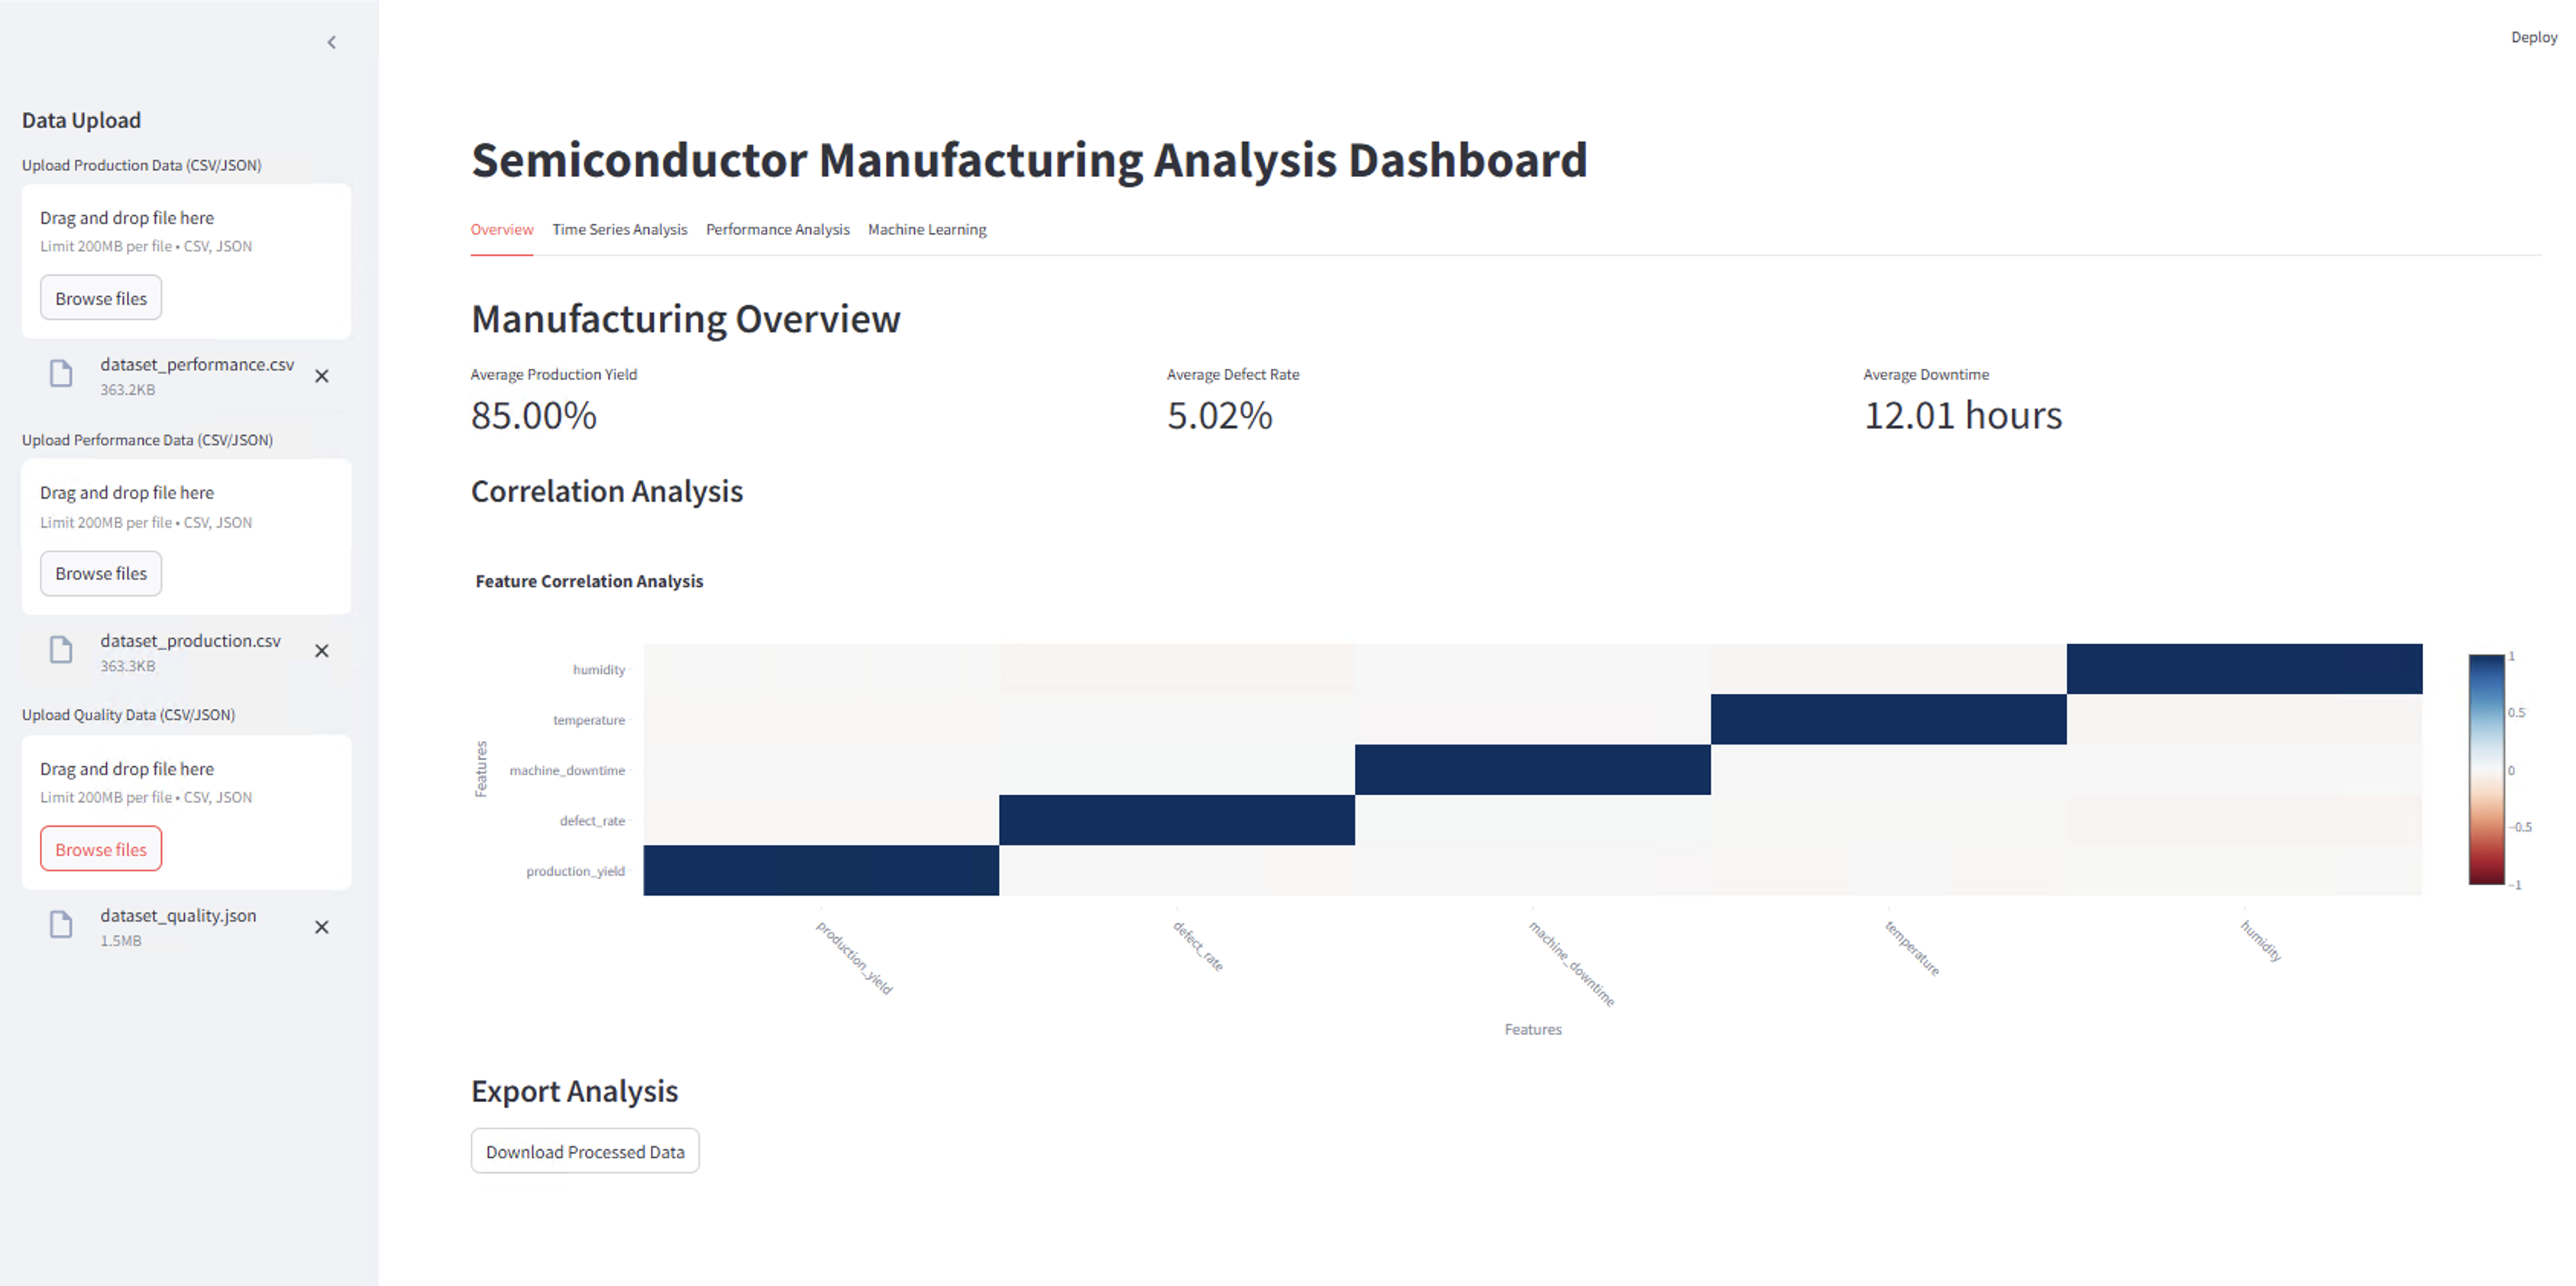 Deploy
Data Upload
Upload Production Data (CSV/JSON)
Drag and drop file here
Limit 200MB per file • CSV, JSON
Browse files
dataset_performance.csv
363.2KB
Upload Performance Data (CSV/JSON)
Drag and drop file here
Limit 200MB per file • CSV, JSON
Browse files
dataset_production.csv
363.3KB
Upload Quality Data (CSV/JSON)
Drag and drop file here
Limit 200MB per file • CSV, JSON
Browse files
dataset_quality.json
1.5MB
Semiconductor Manufacturing Analysis Dashboard
Overview Time Series Analysis Performance Analysis Machine Learning
Manufacturing Overview
Average Production Yield
85.00%
Average Defect Rate
5.02%
Average Downtime
12.01 hours
Correlation Analysis
Feature Correlation Analysis
Features
humidity
temperature
machine_downtime
defect_rate
production_yield
production_yield
defect_rate
machine_downtime
temperature
humidity
Features
1
0.5
0
−0.5
−1
Export Analysis
Download Processed Data